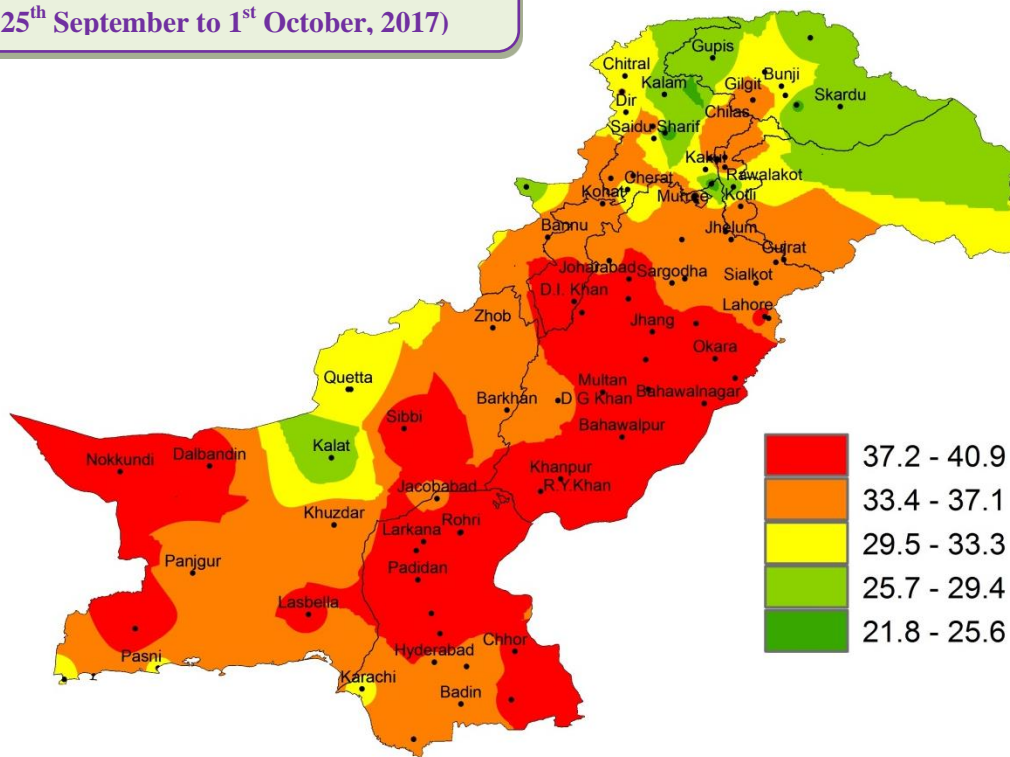 25th September to 1st October, 2017)
Gupis
Chitral
Bunji
Kalam
Gilgit
Skardu
Dir
Chilas
Saidu Sharif
Kakul
Cherat
Rawalakot
Kohat
Murree
Kotli
Bannu
Jhelum
Gujrat
Joharabad
Sargodha
Sialkot
D.I. Khan
Lahore
Zhob
Jhang
Okara
Quetta
Multan
Bahawalnagar
Barkhan
D G Khan
Sibbi
Bahawalpur
Kalat
Dalbandin
Nokkundi
Khanpur
R.Y.Khan
Jacobabad
Khuzdar
Rohri
Larkana
Panjgur
Padidan
Lasbella
Chhor
Hyderabad
Pasni
Karachi
Badin
37.2 - 40.9
33.4 - 37.1
29.5 - 33.3
25.7 - 29.4
21.8 - 25.6